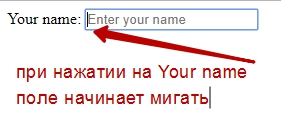 Your name: Enter your name
при нажатии на Your name
поле начинает мигать